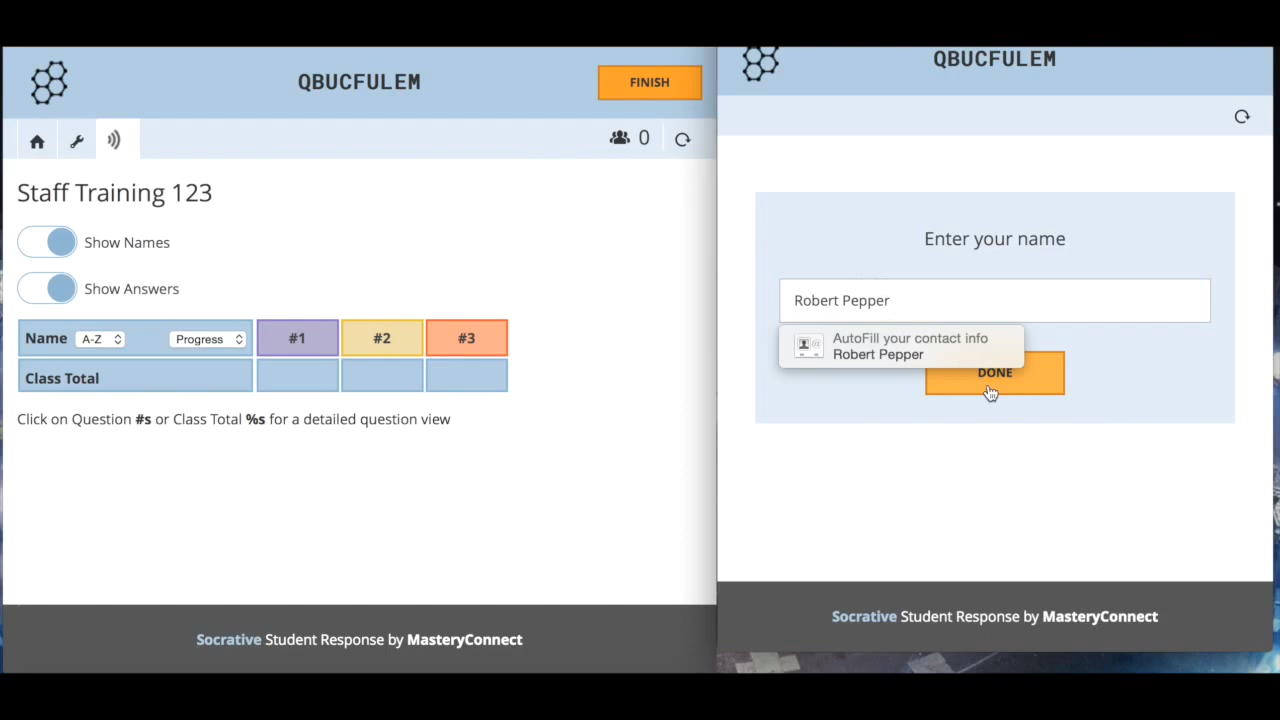 QBUCFULEM
FINISH
0
Staff Training 123
Show Names
Show Answers
Name A-Z Progress #1 #2 #3
Class Total
Click on Question #s or Class Total %s for a detailed question view
Socrative Student Response by MasteryConnect
QBUCFULEM
Enter your name
Robert Pepper
AutoFill your contact info
Robert Pepper
DONE
Socrative Student Response by MasteryConnect